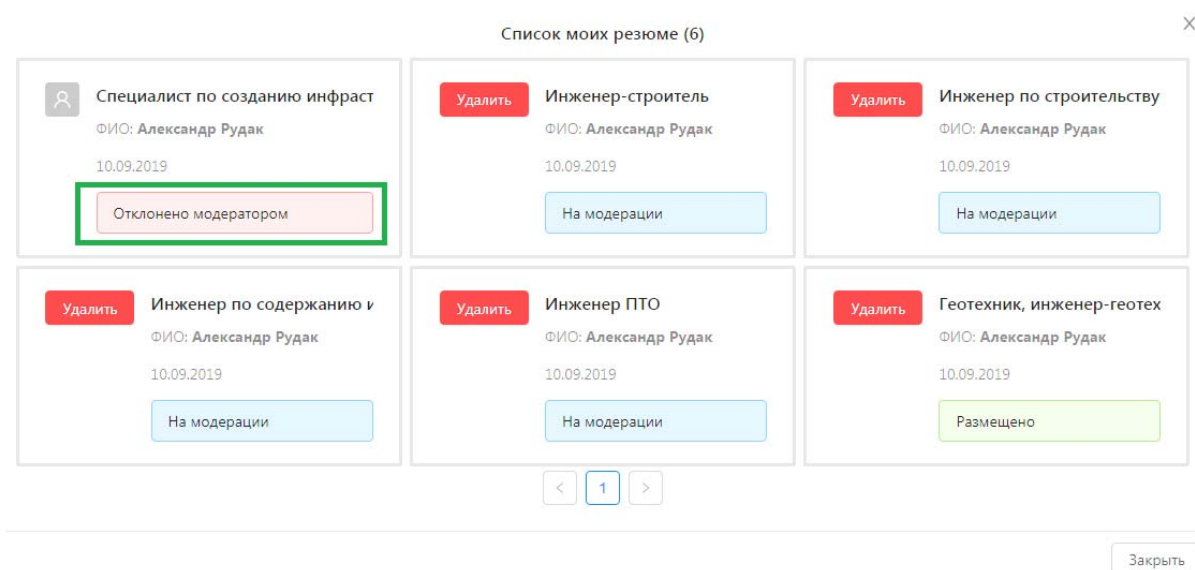 Список моих резюме (6)
Специалист по созданию инфраст
ФИО: Александр Рудак
10.09.2019
Отклонено модератором
Удалить
Инженер-строитель
ФИО: Александр Рудак
10.09.2019
На модерации
Удалить
Инженер по строительству
ФИО: Александр Рудак
10.09.2019
На модерации
Удалить
Инженер по содержанию и
ФИО: Александр Рудак
10.09.2019
На модерации
Удалить
Инженер ПТО
ФИО: Александр Рудак
10.09.2019
На модерации
Удалить
Геотехник, инженер-геотех
ФИО: Александр Рудак
10.09.2019
Размещено
< 1 >
Закрыть